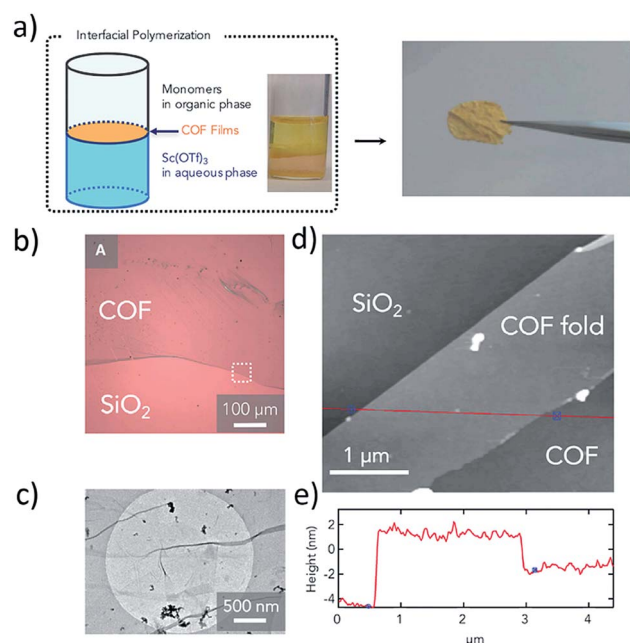 a)
Interfacial Polymerization
Monomers
in organic phase
COF Films
Sc(OTf)₃
in aqueous phase
b)
A
COF
SiO₂
100 µm
c)
500 nm
d)
SiO₂
COF fold
COF
1 µm
e)
Height (nm)
2
0
-2
-4
0
1
2
3
4
µm